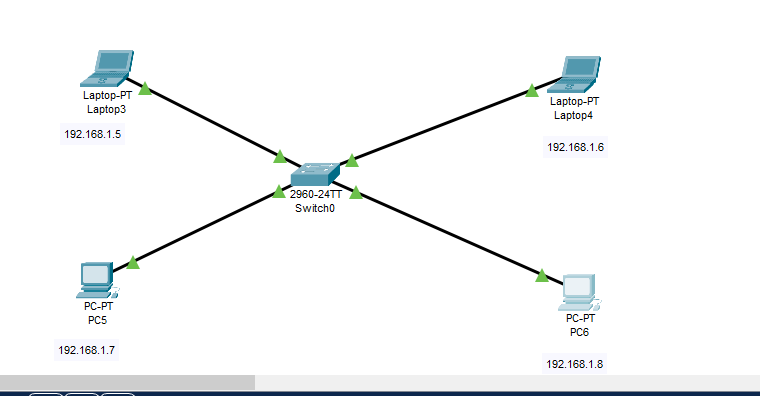 Laptop-PT
Laptop3
192.168.1.5
Laptop-PT
Laptop4
192.168.1.6
2960-24TT
Switch0
PC-PT
PC5
192.168.1.7
PC-PT
PC6
192.168.1.8